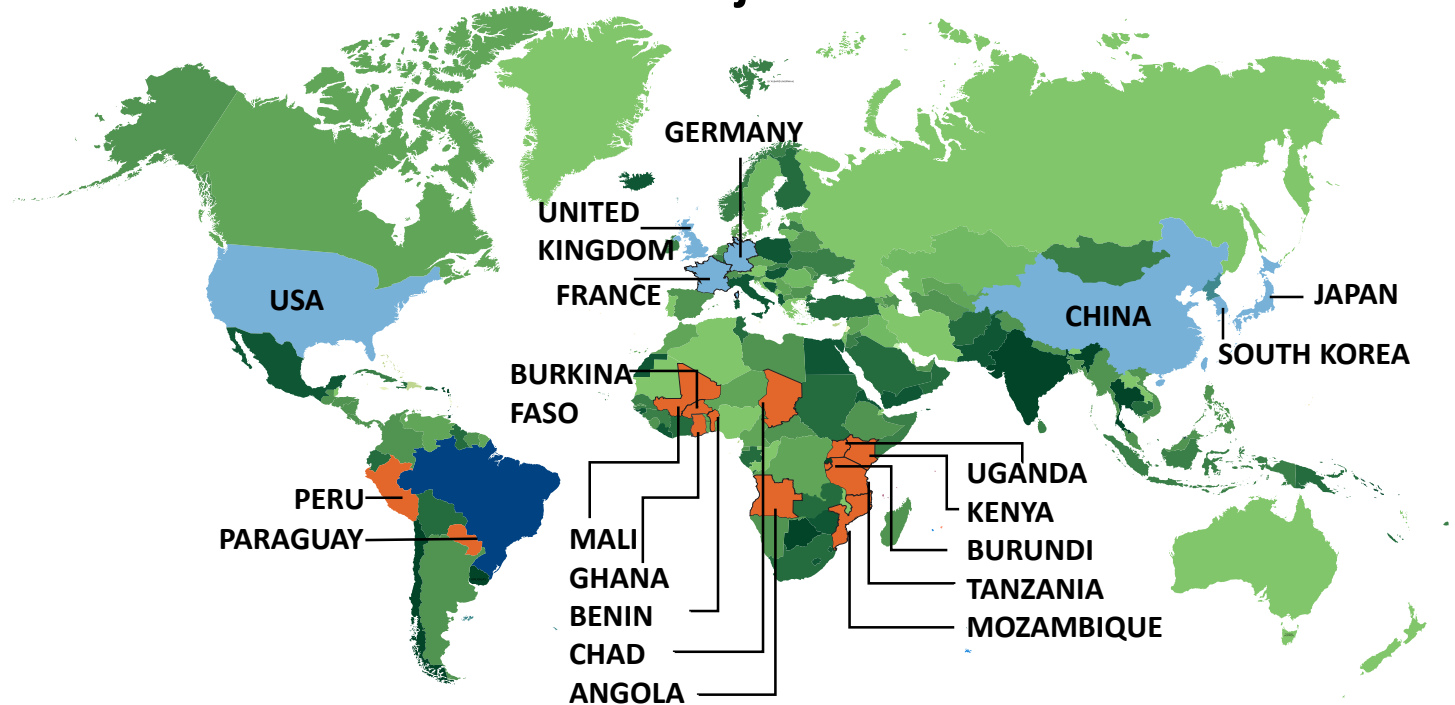 GERMANY
UNITED
KINGDOM
FRANCE
USA
CHINA
JAPAN
SOUTH KOREA
BURKINA
FASO
PERU
PARAGUAY
MALI
GHANA
BENIN
CHAD
ANGOLA
UGANDA
KENYA
BURUNDI
TANZANIA
MOZAMBIQUE